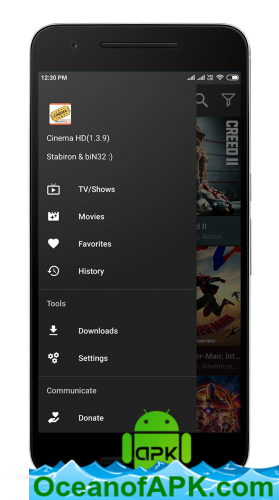 12:30 PM
Cinema HD(1.3.9)
Stabiron & biN32 :)
TV/Shows
Movies
Favorites
History
Tools
Downloads
Settings
Communicate
Donate
CREED II
d II
, Action
er-Man: Int...
, Adventure,
apk
OceanofAPK.com